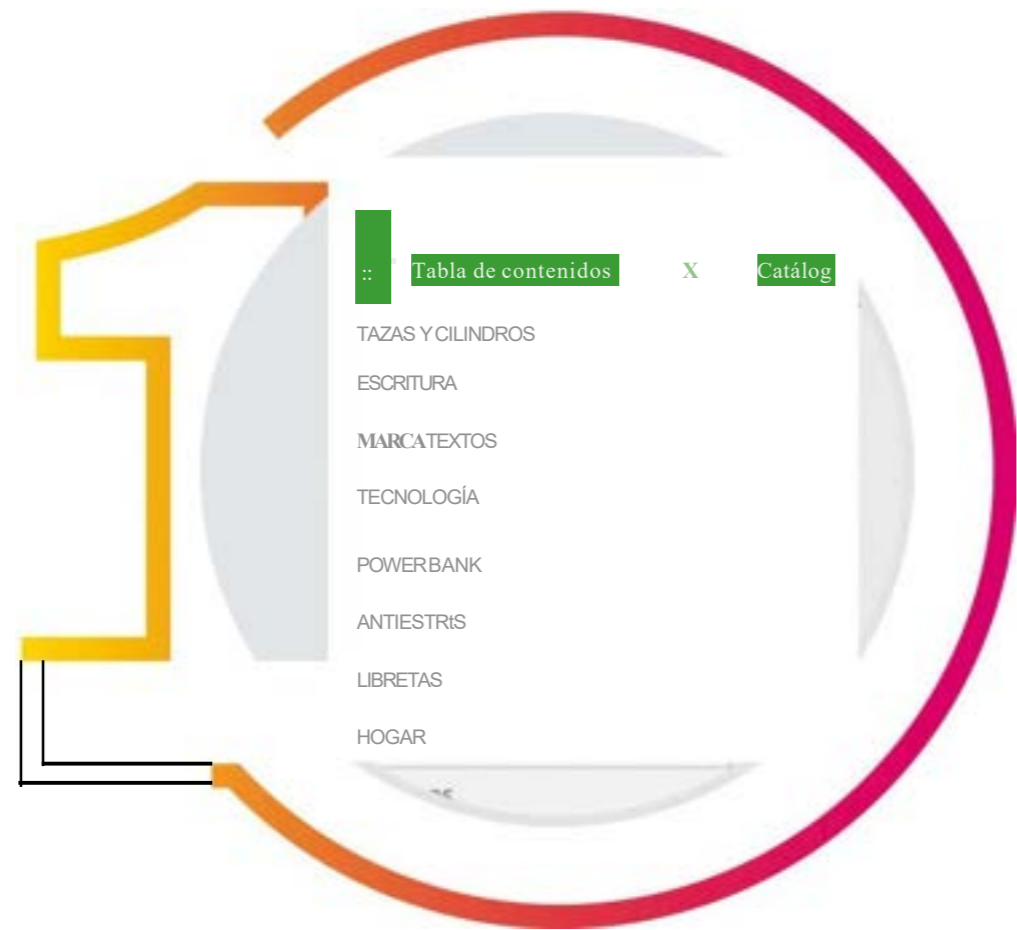 :: Tabla de contenidos X Catálog
TAZAS Y CILINDROS
ESCRITURA
MARCATEXTOS
TECNOLOGÍA
POWER BANK
ANTIESTRtS
LIBRETAS
HOGAR